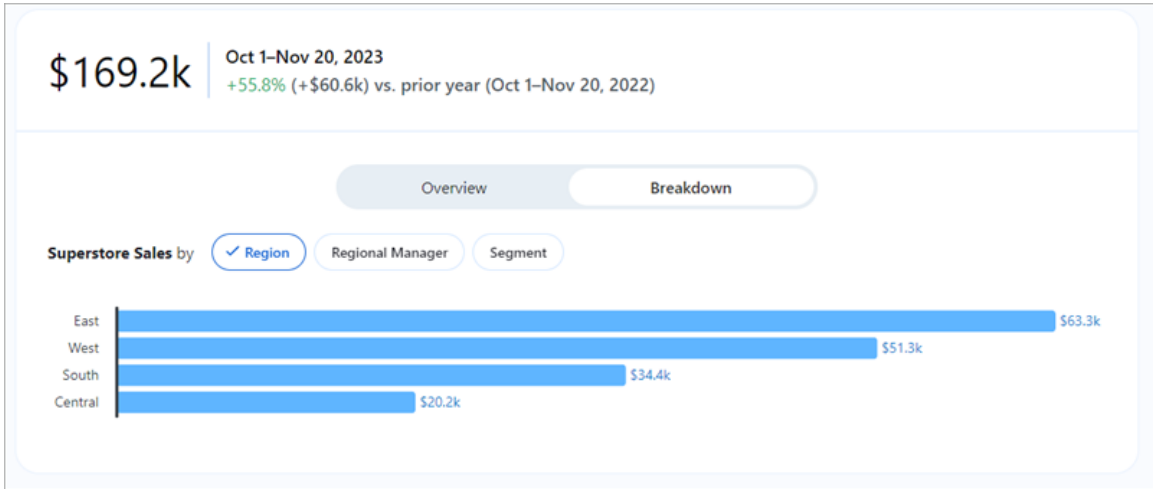 $169.2k
Oct 1–Nov 20, 2023
+55.8% (+$60.6k) vs. prior year (Oct 1–Nov 20, 2022)
Overview Breakdown
Superstore Sales by Region Regional Manager Segment
East $63.3k
West $51.3k
South $34.4k
Central $20.2k